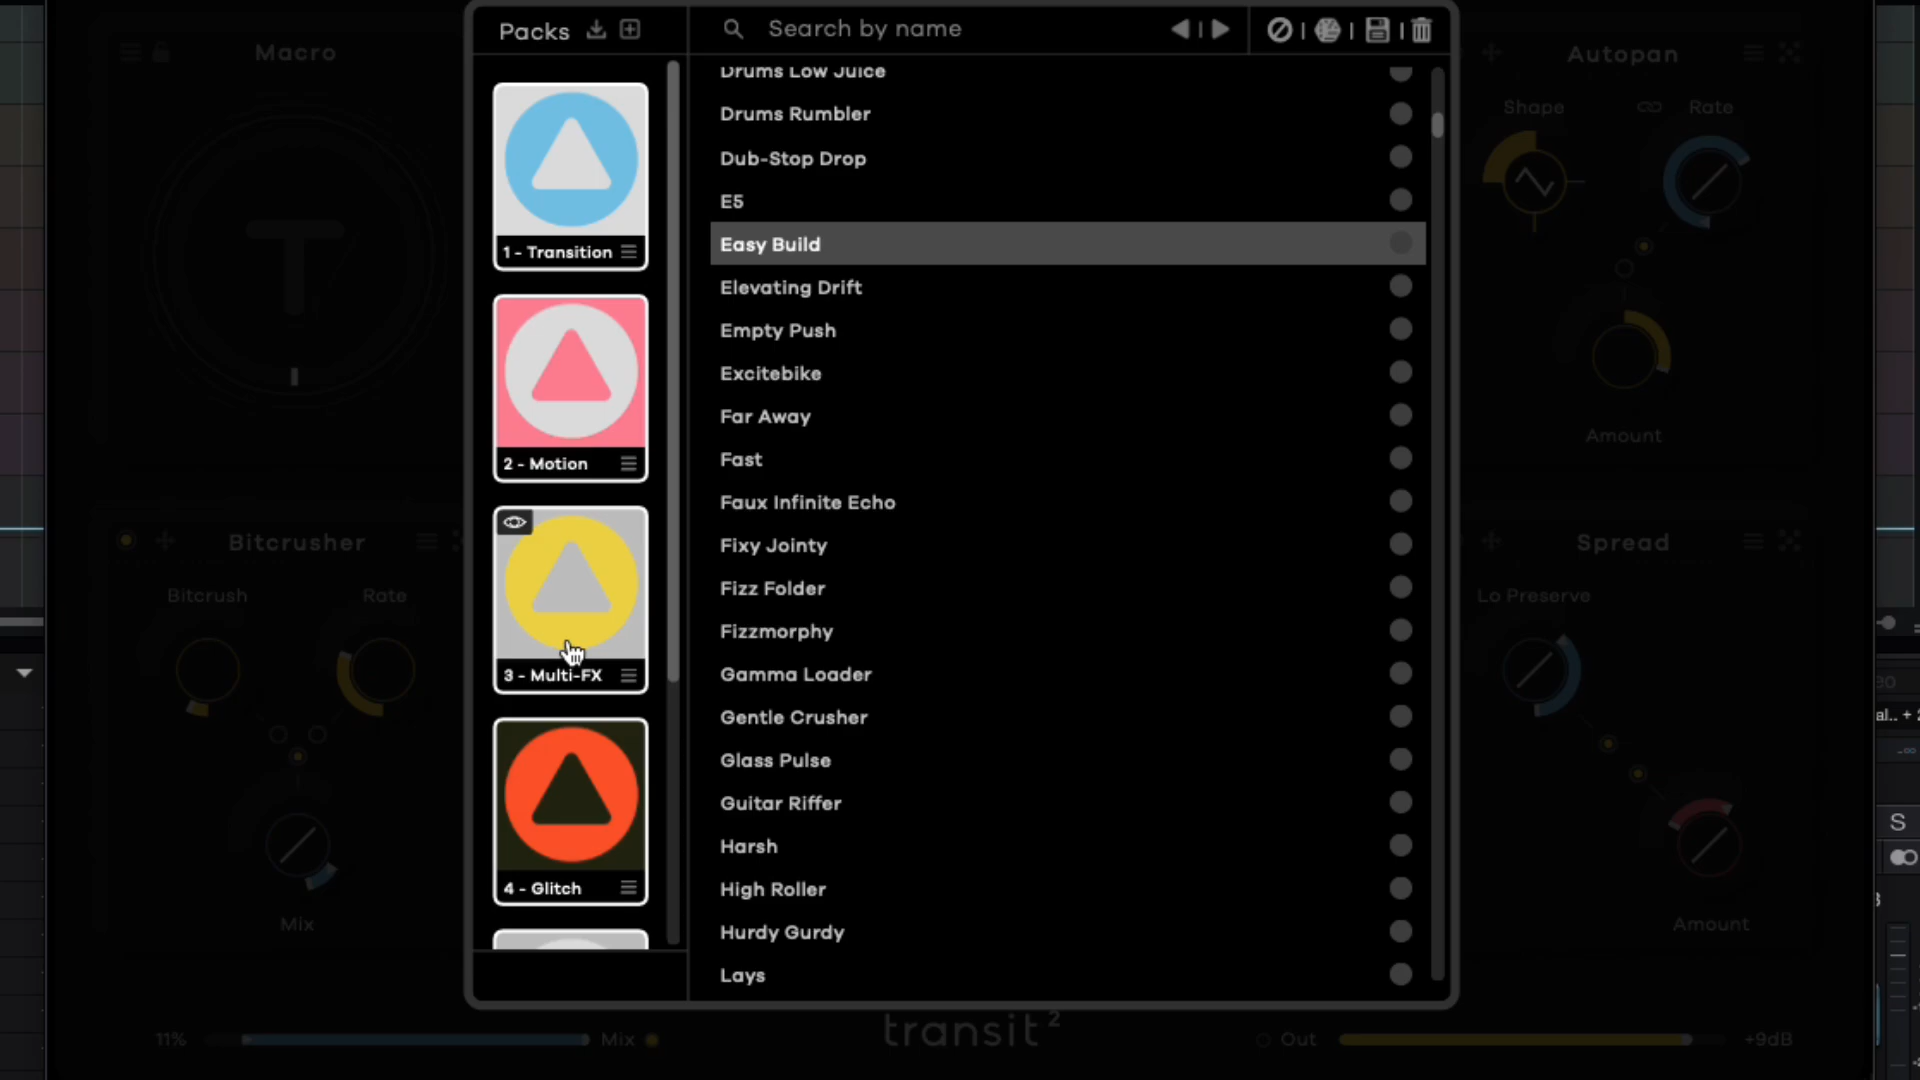 Packs
Search by name
Macro
Autopan
Shape
Rate
Amount
1 - Transition
2 - Motion
3 - Multi-FX
4 - Glitch
Drums Low Juice
Drums Rumbler
Dub-Stop Drop
E5
Easy Build
Elevating Drift
Empty Push
Excitebike
Far Away
Fast
Faux Infinite Echo
Fixy Jointy
Fizz Folder
Fizzmorphy
Gamma Loader
Gentle Crusher
Glass Pulse
Guitar Riffer
Harsh
High Roller
Hurdy Gurdy
Lays
Bitcrusher
Bitcrush
Rate
Mix
Spread
Lo Preserve
Amount
S
11%
Mix
transit²
Out
+9dB